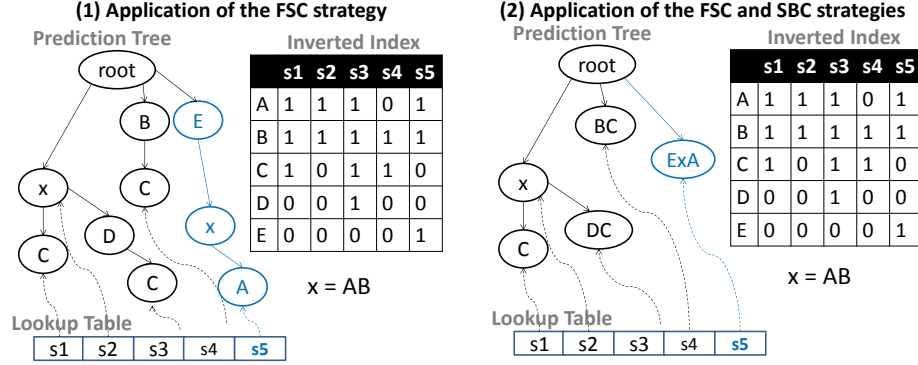 (1) Application of the FSC strategy
Prediction Tree
Inverted Index
root
B
E
x
C
D
x
C
C
A
s1 s2 s3 s4 s5
A 1 1 1 0 1
B 1 1 1 1 1
C 1 0 1 1 0
D 0 0 1 0 0
E 0 0 0 0 1
x = AB
Lookup Table
s1 s2 s3 s4 s5
(2) Application of the FSC and SBC strategies
Prediction Tree
Inverted Index
root
BC
ExA
x
DC
C
s1 s2 s3 s4 s5
A 1 1 1 0 1
B 1 1 1 1 1
C 1 0 1 1 0
D 0 0 1 0 0
E 0 0 0 0 1
x = AB
Lookup Table
s1 s2 s3 s4 s5